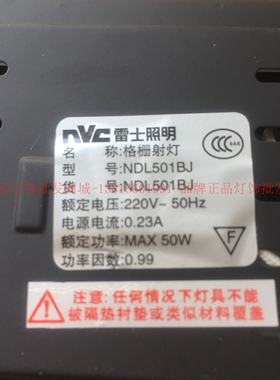 NVC 雷士照明
CCC
S&E
名 称:格栅射灯
型 号:NDL501BJ
货 号:NDL501BJ
额定电压:220V~ 50Hz
电源电流:0.23A
额定功率:MAX 50W
功率因数:0.99
F
注意: 任何情况下灯具不能
被隔热衬垫或类似材料覆盖